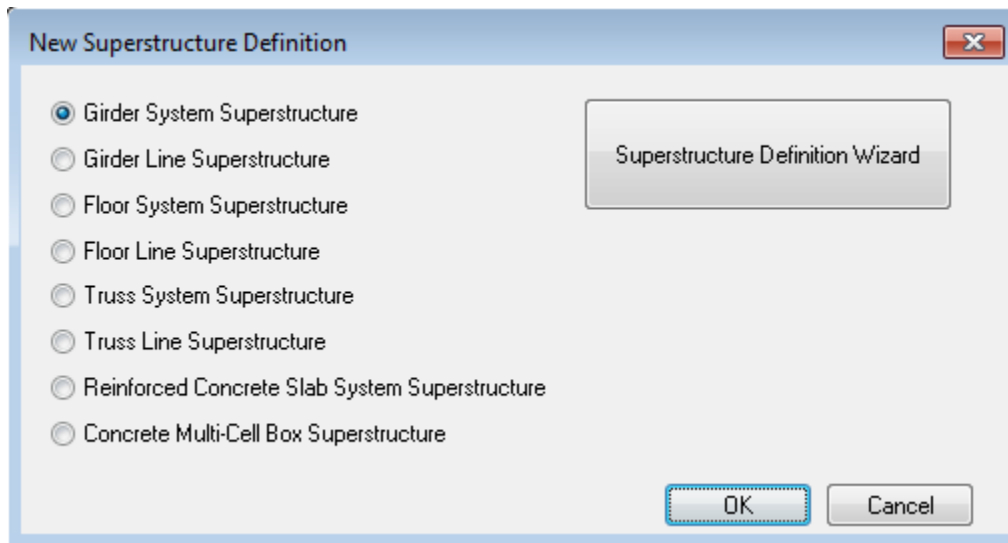 New Superstructure Definition
Girder System Superstructure
Superstructure Definition Wizard
Girder Line Superstructure
Floor System Superstructure
Floor Line Superstructure
Truss System Superstructure
Truss Line Superstructure
Reinforced Concrete Slab System Superstructure
Concrete Multi-Cell Box Superstructure
OK
Cancel